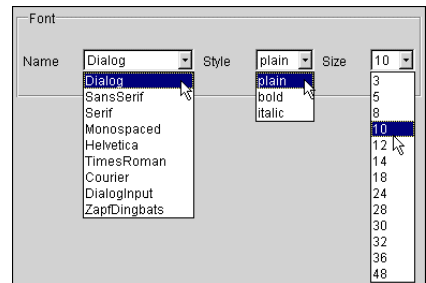 Font
Name Dialog Style plain Size 10
Dialog
SansSerif
Serif
Monospaced
Helvetica
TimesRoman
Courier
DialogInput
ZapfDingbats
plain
bold
italic
3
5
8
10
12
14
18
24
28
30
32
36
48